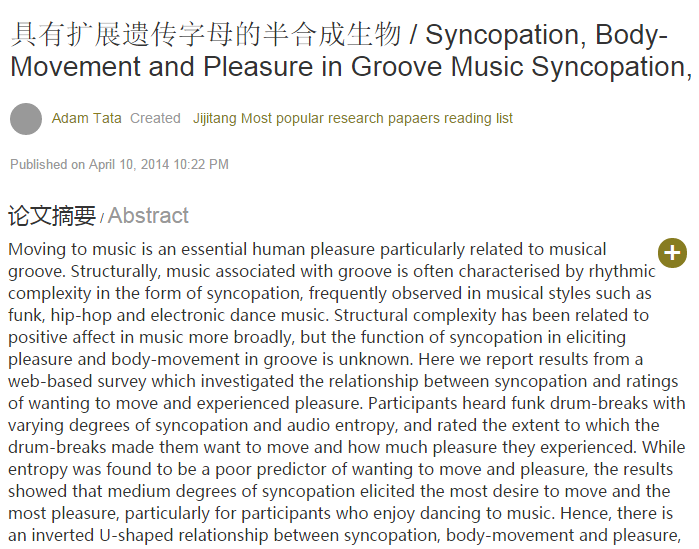 具有扩展遗传字母的半合成生物 / Syncopation, Body-
Movement and Pleasure in Groove Music Syncopation,
Adam Tata Created Jijitang Most popular research papaers reading list
Published on April 10, 2014 10:22 PM
论文摘要 / Abstract
Moving to music is an essential human pleasure particularly related to musical
groove. Structurally, music associated with groove is often characterised by rhythmic
complexity in the form of syncopation, frequently observed in musical styles such as
funk, hip-hop and electronic dance music. Structural complexity has been related to
positive affect in music more broadly, but the function of syncopation in eliciting
pleasure and body-movement in groove is unknown. Here we report results from a
web-based survey which investigated the relationship between syncopation and ratings
of wanting to move and experienced pleasure. Participants heard funk drum-breaks with
varying degrees of syncopation and audio entropy, and rated the extent to which the
drum-breaks made them want to move and how much pleasure they experienced. While
entropy was found to be a poor predictor of wanting to move and pleasure, the results
showed that medium degrees of syncopation elicited the most desire to move and the
most pleasure, particularly for participants who enjoy dancing to music. Hence, there is
an inverted U-shaped relationship between syncopation, body-movement and pleasure,